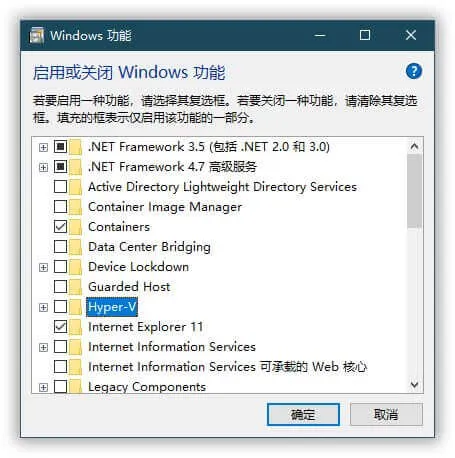 Windows 功能
启用或关闭 Windows 功能
若要启用一种功能，请选择其复选框。若要关闭一种功能，请清除其复选
框。填充的框表示仅启用该功能的一部分。
.NET Framework 3.5 (包括 .NET 2.0 和 3.0)
.NET Framework 4.7 高级服务
Active Directory Lightweight Directory Services
Container Image Manager
Containers
Data Center Bridging
Device Lockdown
Guarded Host
Hyper-V
Internet Explorer 11
Internet Information Services
Internet Information Services 可承载的 Web 核心
Legacy Components
确定
取消